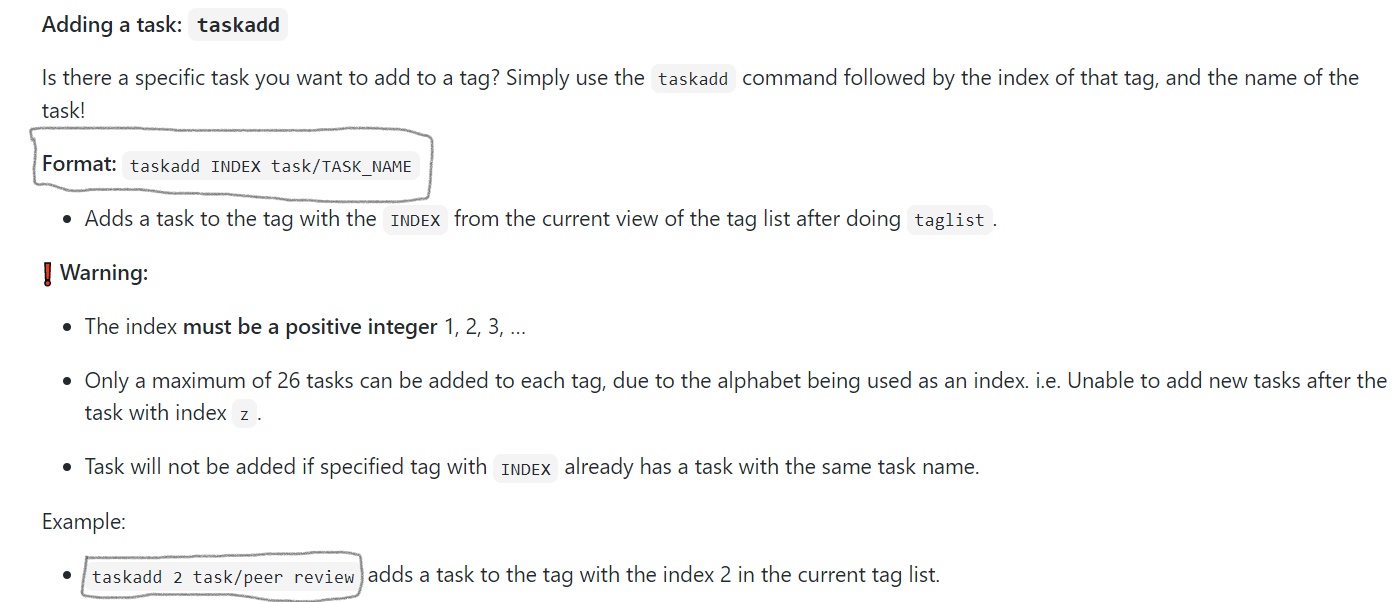 Adding a task: taskadd
Is there a specific task you want to add to a tag? Simply use the taskadd command followed by the index of that tag, and the name of the
task!
Format: taskadd INDEX task/TASK_NAME
• Adds a task to the tag with the INDEX from the current view of the tag list after doing taglist.
❗ Warning:
• The index must be a positive integer 1, 2, 3, …
• Only a maximum of 26 tasks can be added to each tag, due to the alphabet being used as an index. i.e. Unable to add new tasks after the
task with index z.
• Task will not be added if specified tag with INDEX already has a task with the same task name.
Example:
• taskadd 2 task/peer review adds a task to the tag with the index 2 in the current tag list.